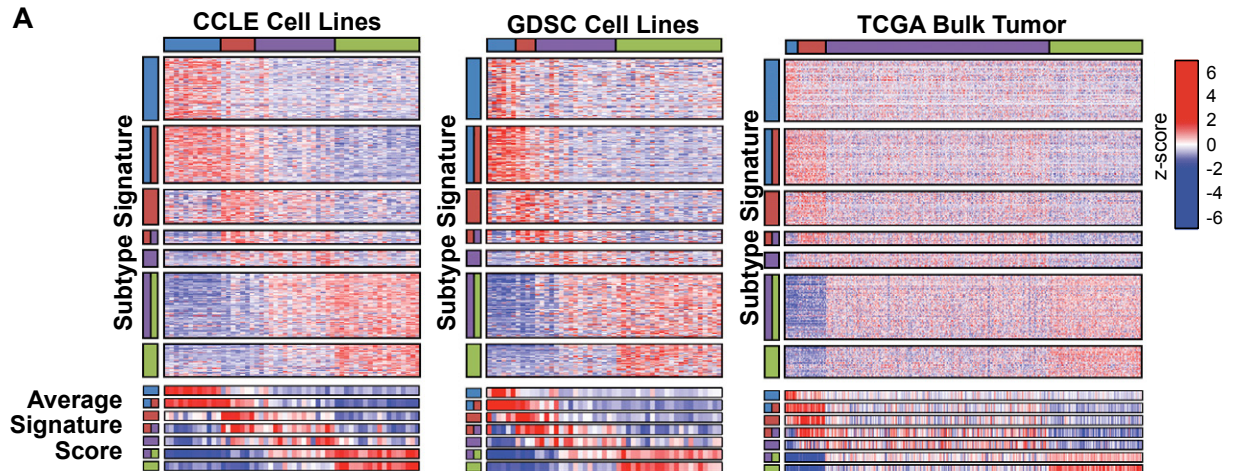 A
CCLE Cell Lines
GDSC Cell Lines
TCGA Bulk Tumor
Subtype Signature
Subtype Signature
Subtype Signature
z-score
6
4
2
0
-2
-4
-6
Average
Signature
Score